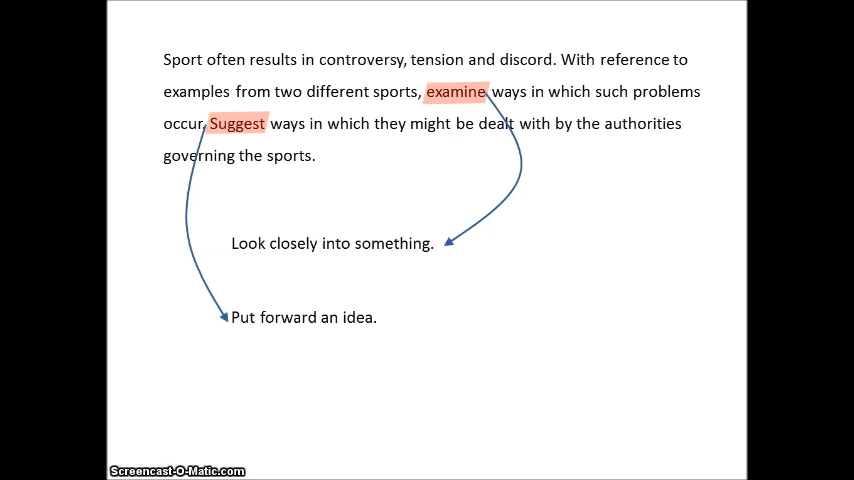 Sport often results in controversy, tension and discord. With reference to
examples from two different sports, examine ways in which such problems
occur. Suggest ways in which they might be dealt with by the authorities
governing the sports.
Look closely into something.
Put forward an idea.
Screencast-O-Matic.com